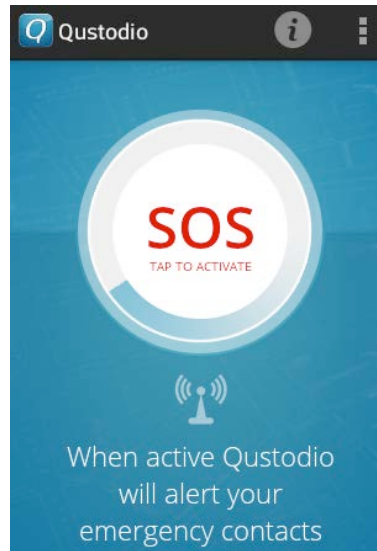 Qustodio
SOS
TAP TO ACTIVATE
When active Qustodio
will alert your
emergency contacts